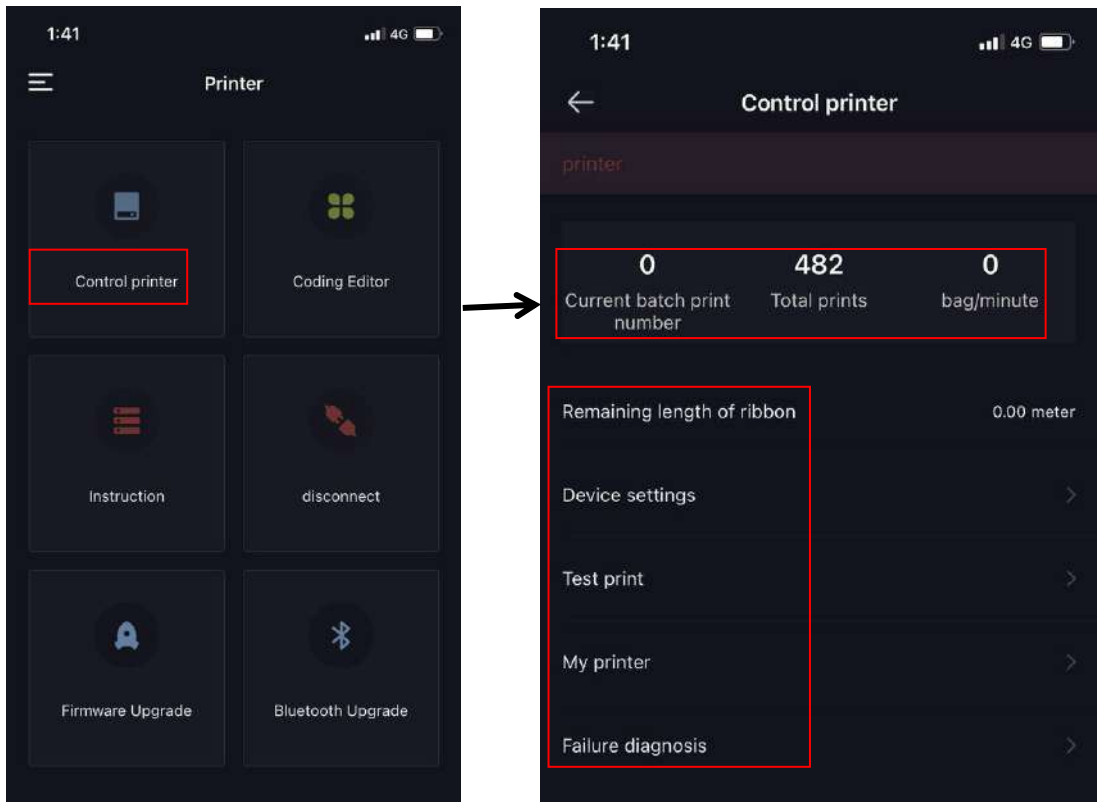 1:41
4G
Printer
Control printer
Coding Editor
Instruction
disconnect
Firmware Upgrade
Bluetooth Upgrade
1:41
4G
Control printer
printer
0
482
0
Current batch print
number
Total prints
bag/minute
Remaining length of ribbon
0.00 meter
Device settings
Test print
My printer
Failure diagnosis